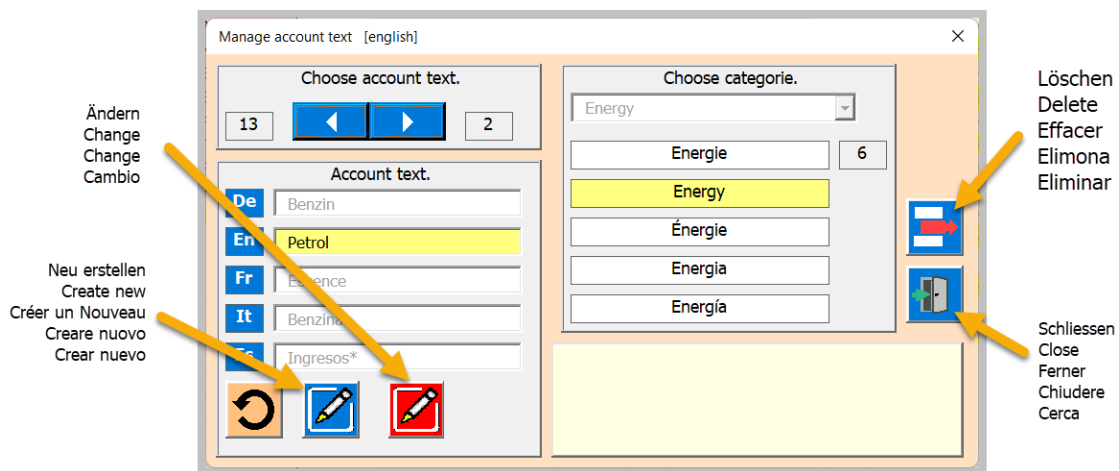 Manage account text   [english]
Choose account text.
13
2
Account text.
De
Benzin
En
Petrol
Fr
Essence
It
Benzina
Es
Ingresos*
Choose categorie.
Energy
Energie
6
Energy
Énergie
Energia
Energía
Ändern
Change
Change
Cambio
Neu erstellen
Create new
Créer un Nouveau
Creare nuovo
Crear nuevo
Löschen
Delete
Effacer
Elimona
Eliminar
Schliessen
Close
Ferner
Chiudere
Cerca